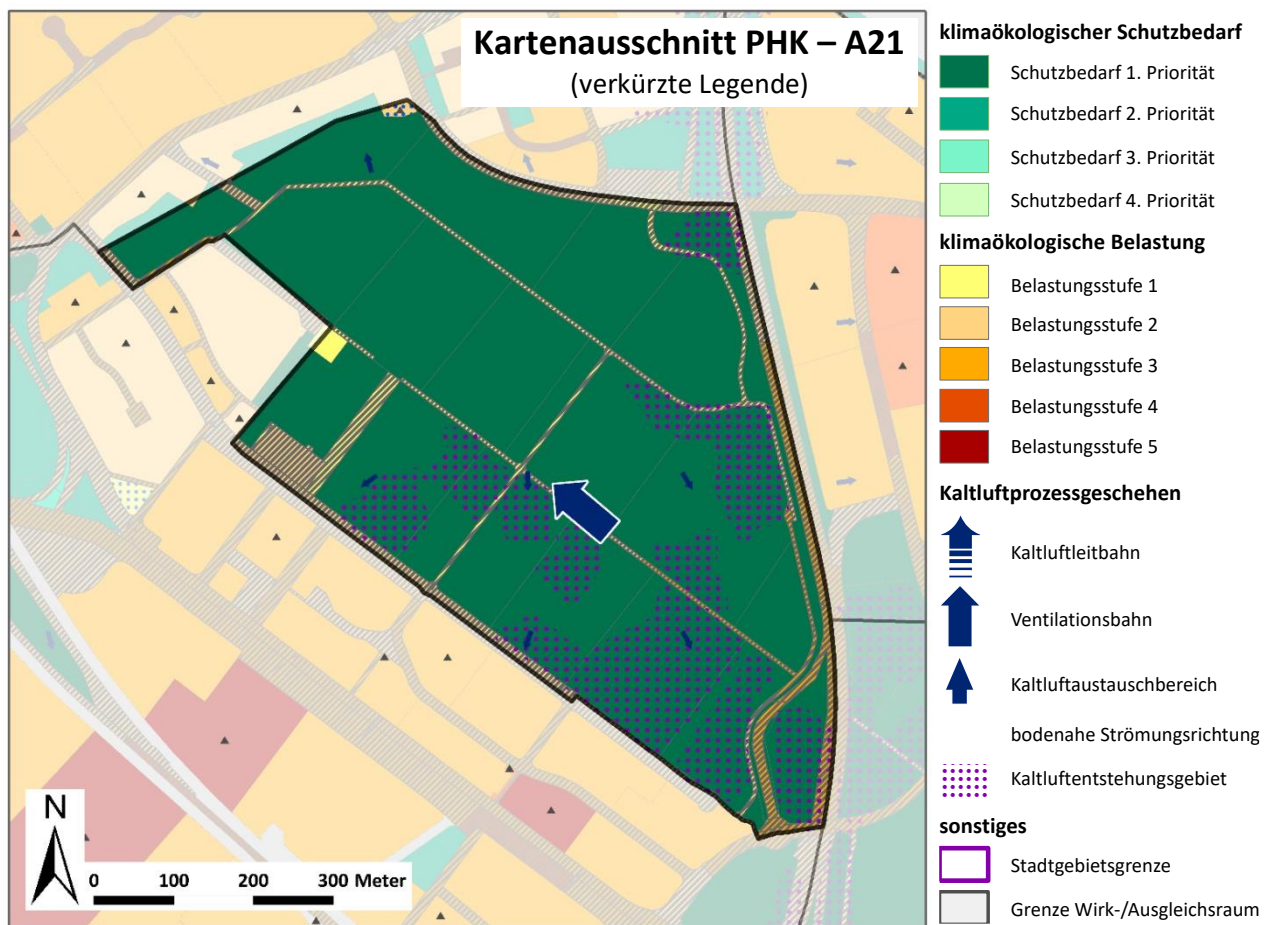 Kartenausschnitt PHK – A21
(verkürzte Legende)
klimaökologischer Schutzbedarf
Schutzbedarf 1. Priorität
Schutzbedarf 2. Priorität
Schutzbedarf 3. Priorität
Schutzbedarf 4. Priorität
klimaökologische Belastung
Belastungsstufe 1
Belastungsstufe 2
Belastungsstufe 3
Belastungsstufe 4
Belastungsstufe 5
Kaltluftprozessgeschehen
Kaltluftleitbahn
Ventilationsbahn
Kaltluftaustauschbereich
bodenahe Strömungsrichtung
Kaltluftentstehungsgebiet
sonstiges
Stadtgebietsgrenze
Grenze Wirk-/Ausgleichsraum
N
0 100 200 300 Meter